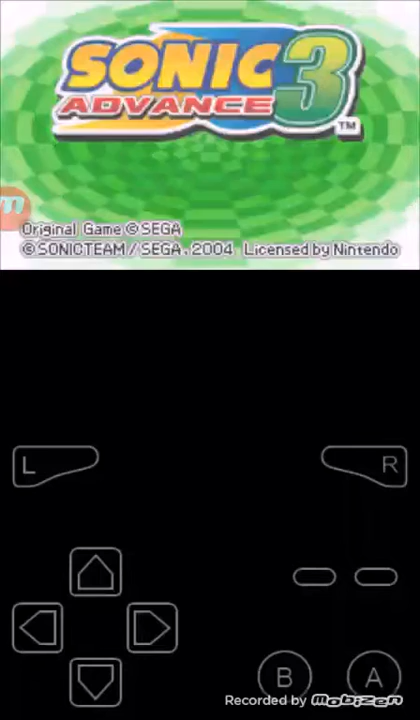 SONIC 3
ADVANCE ™
Original Game ©SEGA
©SONICTEAM/SEGA, 2004. Licensed by Nintendo
L R
B A
Recorded by mobizen